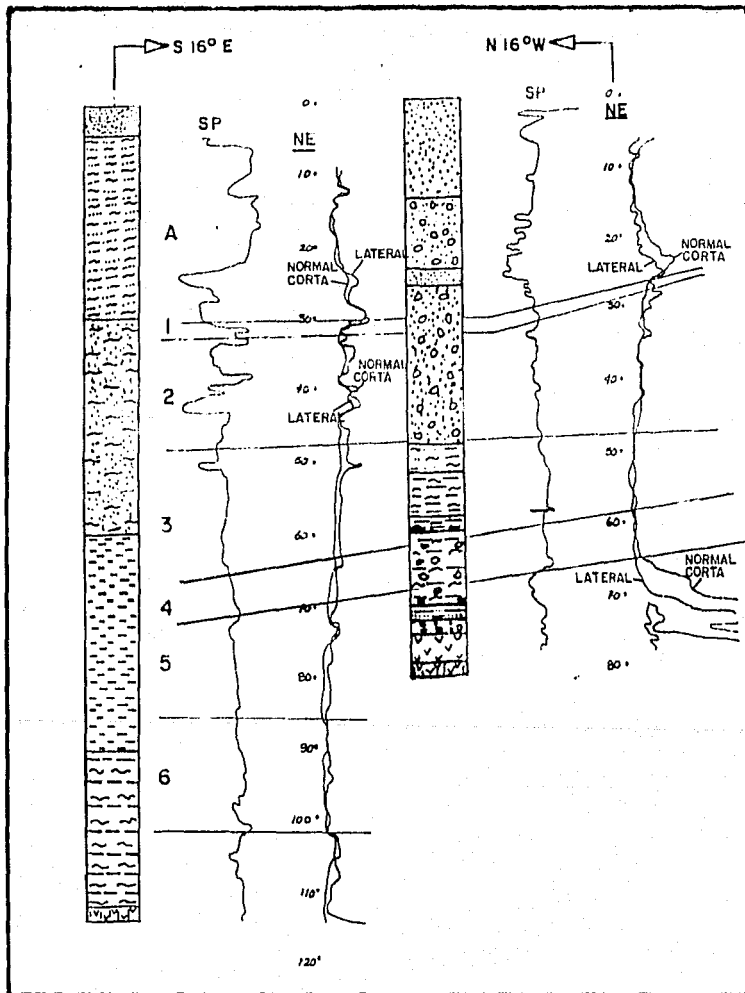 S 16° E
N 16° W
SP
0.
NE
10°
A
20°
NORMAL
CORTA
LATERAL
1
30°
2
40°
NORMAL
CORTA
LATERAL
50°
3
60°
4
70°
5
80°
90°
6
100°
110°
120°
SP
0.
NE
10°
20°
LATERAL
NORMAL
CORTA
30°
40°
50°
60°
LATERAL
NORMAL
CORTA
70°
80°